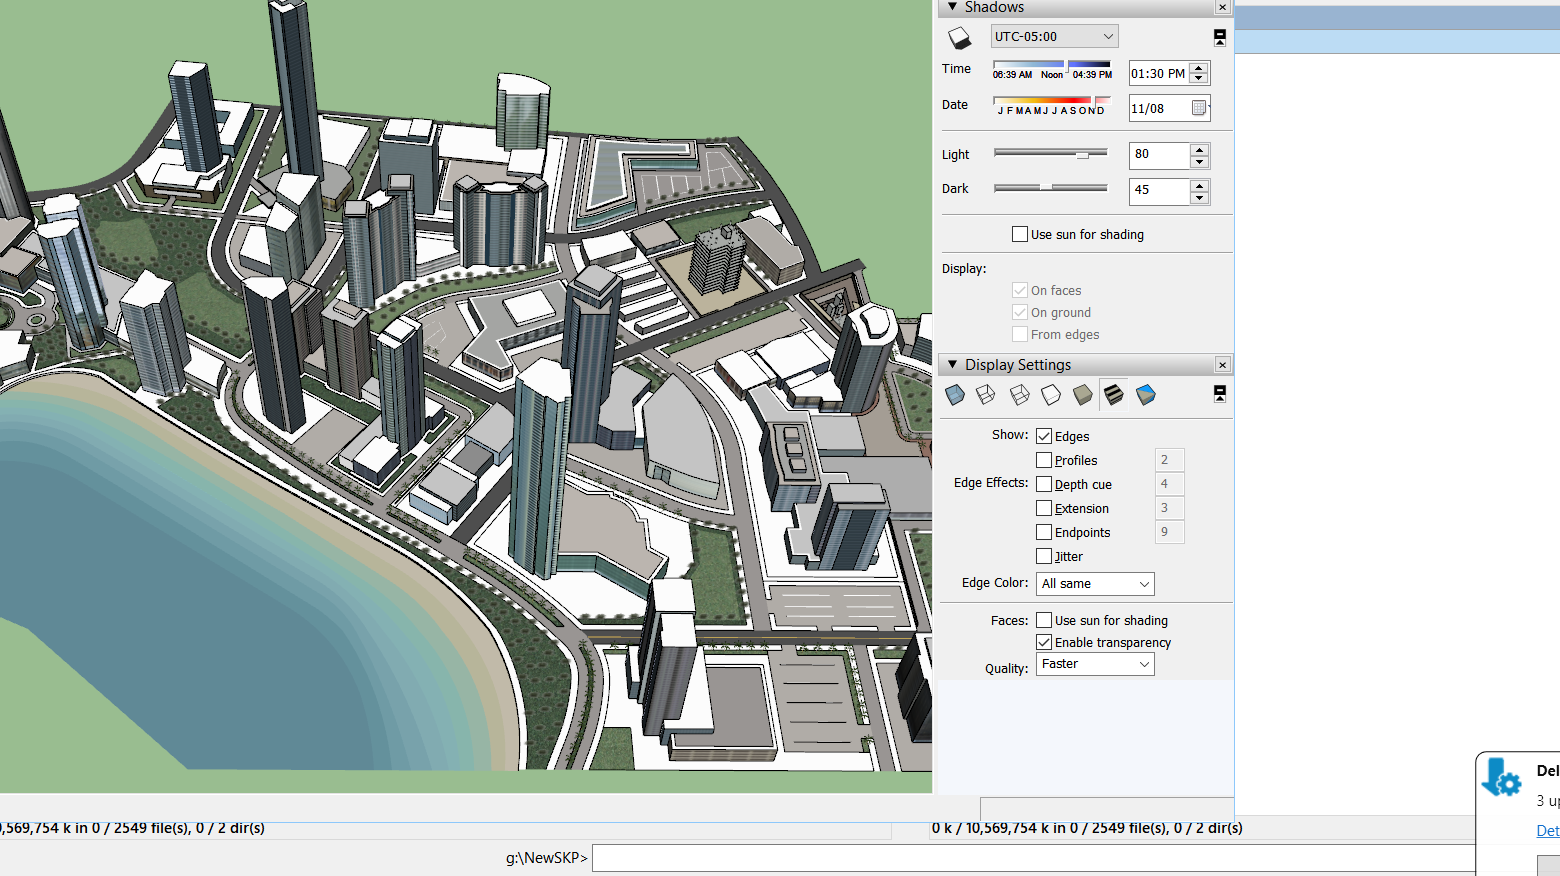 Shadows
UTC-05:00
Time
06:39 AM Noon 04:39 PM
01:30 PM
Date
J F M A M J J A S O N D
11/08
Light
80
Dark
45
Use sun for shading
Display:
On faces
On ground
From edges
Display Settings
Show:
Edges
Profiles
2
Edge Effects:
Depth cue
4
Extension
3
Endpoints
9
Jitter
Edge Color:
All same
Faces:
Use sun for shading
Enable transparency
Quality:
Faster
Del
3 up
Det
,569,754 k in 0 / 2549 file(s), 0 / 2 dir(s)
0 k / 10,569,754 k in 0 / 2549 file(s), 0 / 2 dir(s)
g:\NewSKP>